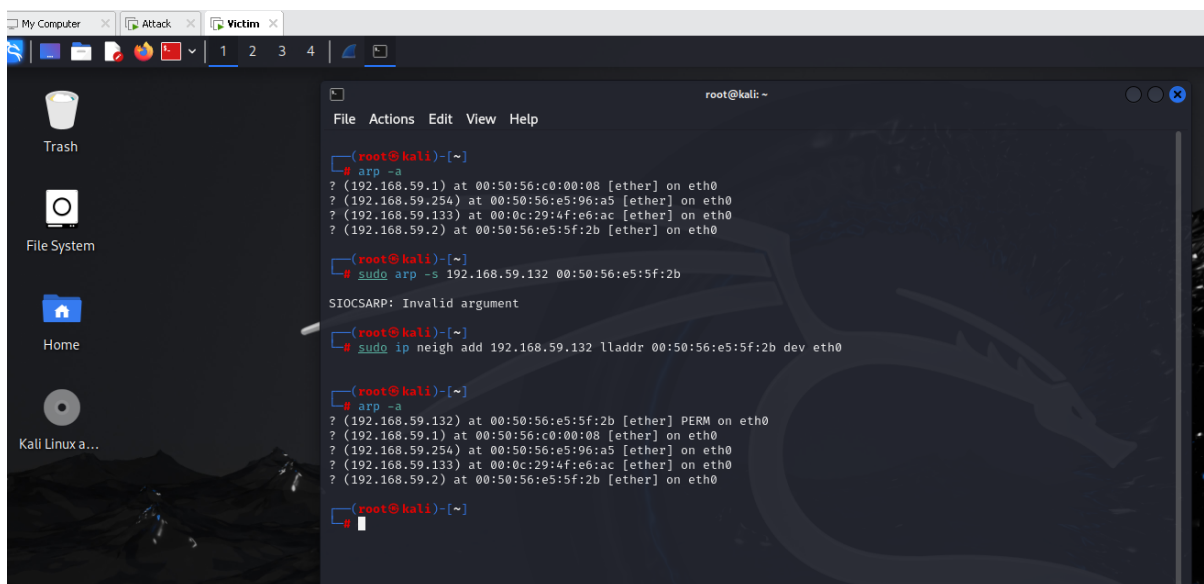 My Computer
Attack
Victim
1 2 3 4
root@kali: ~
File Actions Edit View Help
Trash
File System
Home
Kali Linux a...
┌──(root㉿kali)-[~]
└─# arp -a
? (192.168.59.1) at 00:50:56:c0:00:08 [ether] on eth0
? (192.168.59.254) at 00:50:56:e5:96:a5 [ether] on eth0
? (192.168.59.133) at 00:0c:29:4f:e6:ac [ether] on eth0
? (192.168.59.2) at 00:50:56:e5:5f:2b [ether] on eth0
┌──(root㉿kali)-[~]
└─# sudo arp -s 192.168.59.132 00:50:56:e5:5f:2b
SIOCSARP: Invalid argument
┌──(root㉿kali)-[~]
└─# sudo ip neigh add 192.168.59.132 lladdr 00:50:56:e5:5f:2b dev eth0
┌──(root㉿kali)-[~]
└─# arp -a
? (192.168.59.132) at 00:50:56:e5:5f:2b [ether] PERM on eth0
? (192.168.59.1) at 00:50:56:c0:00:08 [ether] on eth0
? (192.168.59.254) at 00:50:56:e5:96:a5 [ether] on eth0
? (192.168.59.133) at 00:0c:29:4f:e6:ac [ether] on eth0
? (192.168.59.2) at 00:50:56:e5:5f:2b [ether] on eth0
┌──(root㉿kali)-[~]
└─#